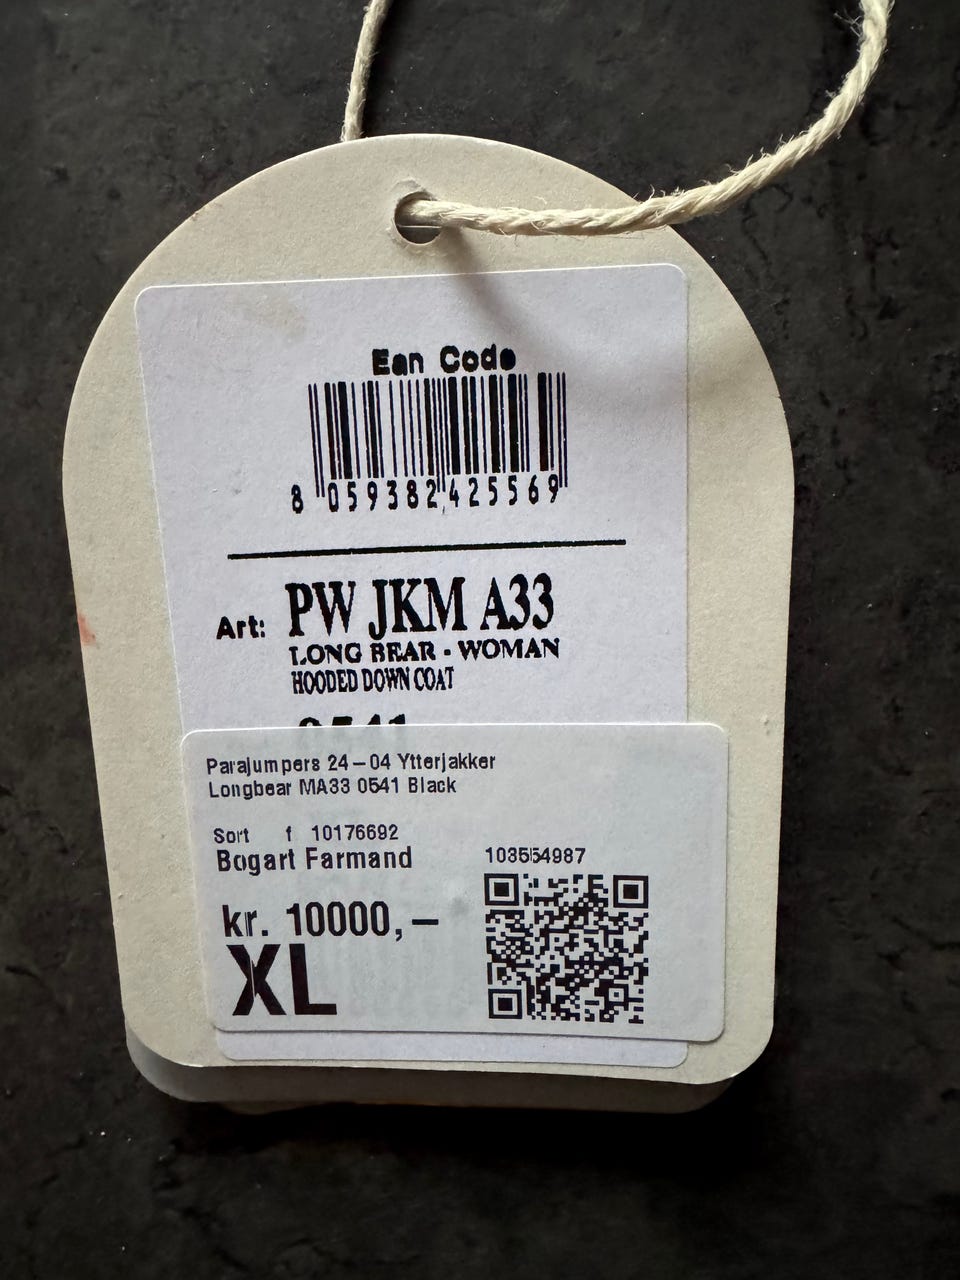 Ean Code
8 059382 425569
Art: PW JKM A33
LONG BEAR - WOMAN
HOODED DOWN COAT
0541
Parajumpers 24-04 Ytterjakker
Longbear MA33 0541 Black
Sort f 10176692
Bogart Farmand
103554987
kr. 10000,-
XL